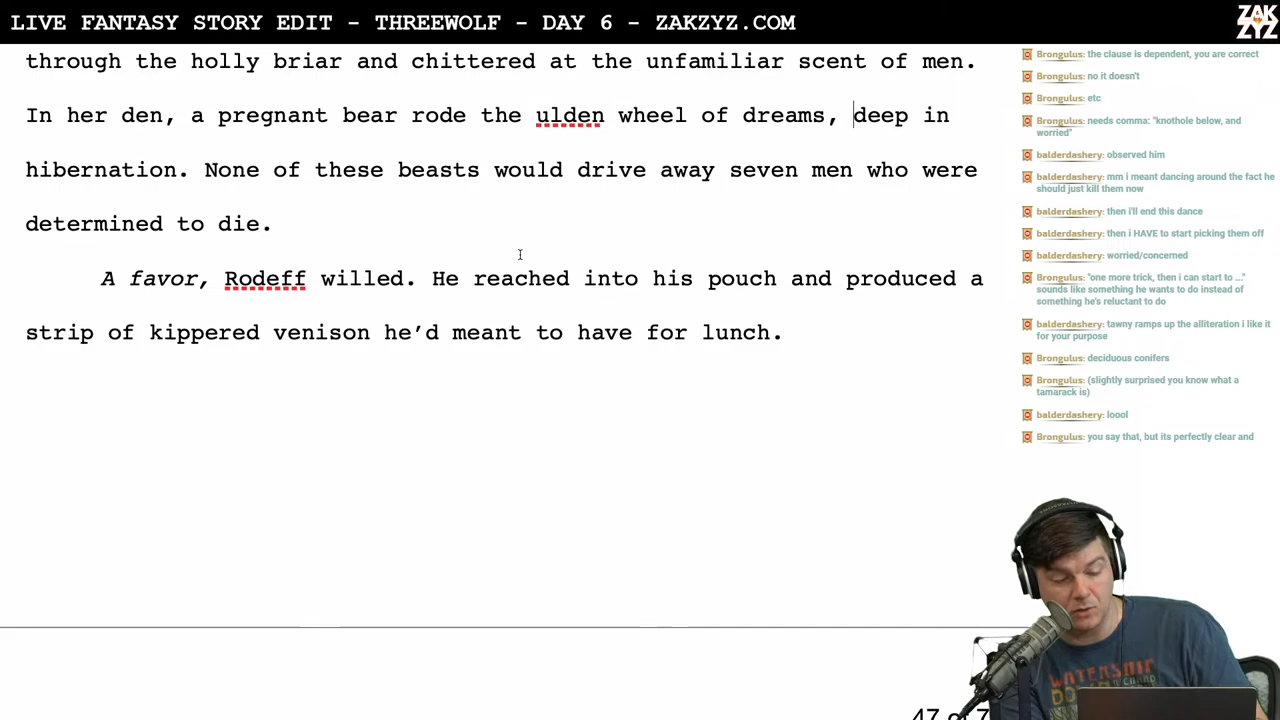 LIVE FANTASY STORY EDIT - THREEWOLF - DAY 6 - ZAKZYZ.COM
ZAK
ZYZ
through the holly briar and chittered at the unfamiliar scent of men.
In her den, a pregnant bear rode the ulden wheel of dreams, deep in
hibernation. None of these beasts would drive away seven men who were
determined to die.
A favor, Rodeff willed. He reached into his pouch and produced a
strip of kippered venison he’d meant to have for lunch.
47 of 7
Brongulus: the clause is dependent, you are correct
Brongulus: no it doesn't
Brongulus: etc
Brongulus: needs comma: "knothole below, and
worried"
balderdashery: observed him
balderdashery: mm i meant dancing around the fact he
should just kill them now
balderdashery: then i'll end this dance
balderdashery: then i HAVE to start picking them off
balderdashery: worried/concerned
Brongulus: "one more trick, then i can start to ..."
sounds like something he wants to do instead of
something he's reluctant to do
balderdashery: tawny ramps up the alliteration i like it
for your purpose
Brongulus: deciduous conifers
Brongulus: (slightly surprised you know what a
tamarack is)
balderdashery: loool
Brongulus: you say that, but its perfectly clear and
WATERSHIP